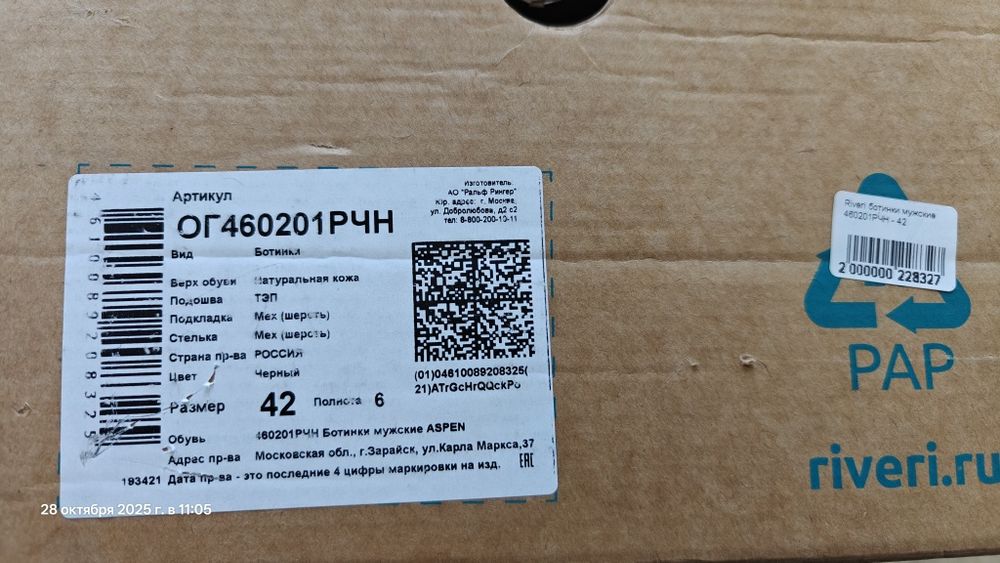 Артикул
ОГ460201РЧН
Изготовитель:
АО "Ральф Рингер"
Юр. адрес: г. Москва,
ул. Добролюбова, д2 с2
тел: 8-800-200-10-11
Вид Ботинки
Верх обуви Натуральная кожа
Подошва ТЭП
Подкладка Мех (шерсть)
Стелька Мех (шерсть)
Страна пр-ва РОССИЯ
Цвет Черный
Размер 42 Полнота 6
(01)04610089208325(
21)ATrGcHrQQckPo
Обувь 460201РЧН Ботинки мужские ASPEN
Адрес пр-ва Московская обл., г.Зарайск, ул.Карла Маркса,37
193421 Дата пр-ва - это последние 4 цифры маркировки на изд.
EAC
4610089208325
Riveri ботинки мужские
460201РЧН - 42
2 000000 228327
PAP
riveri.ru
28 октября 2025 г. в 11:05